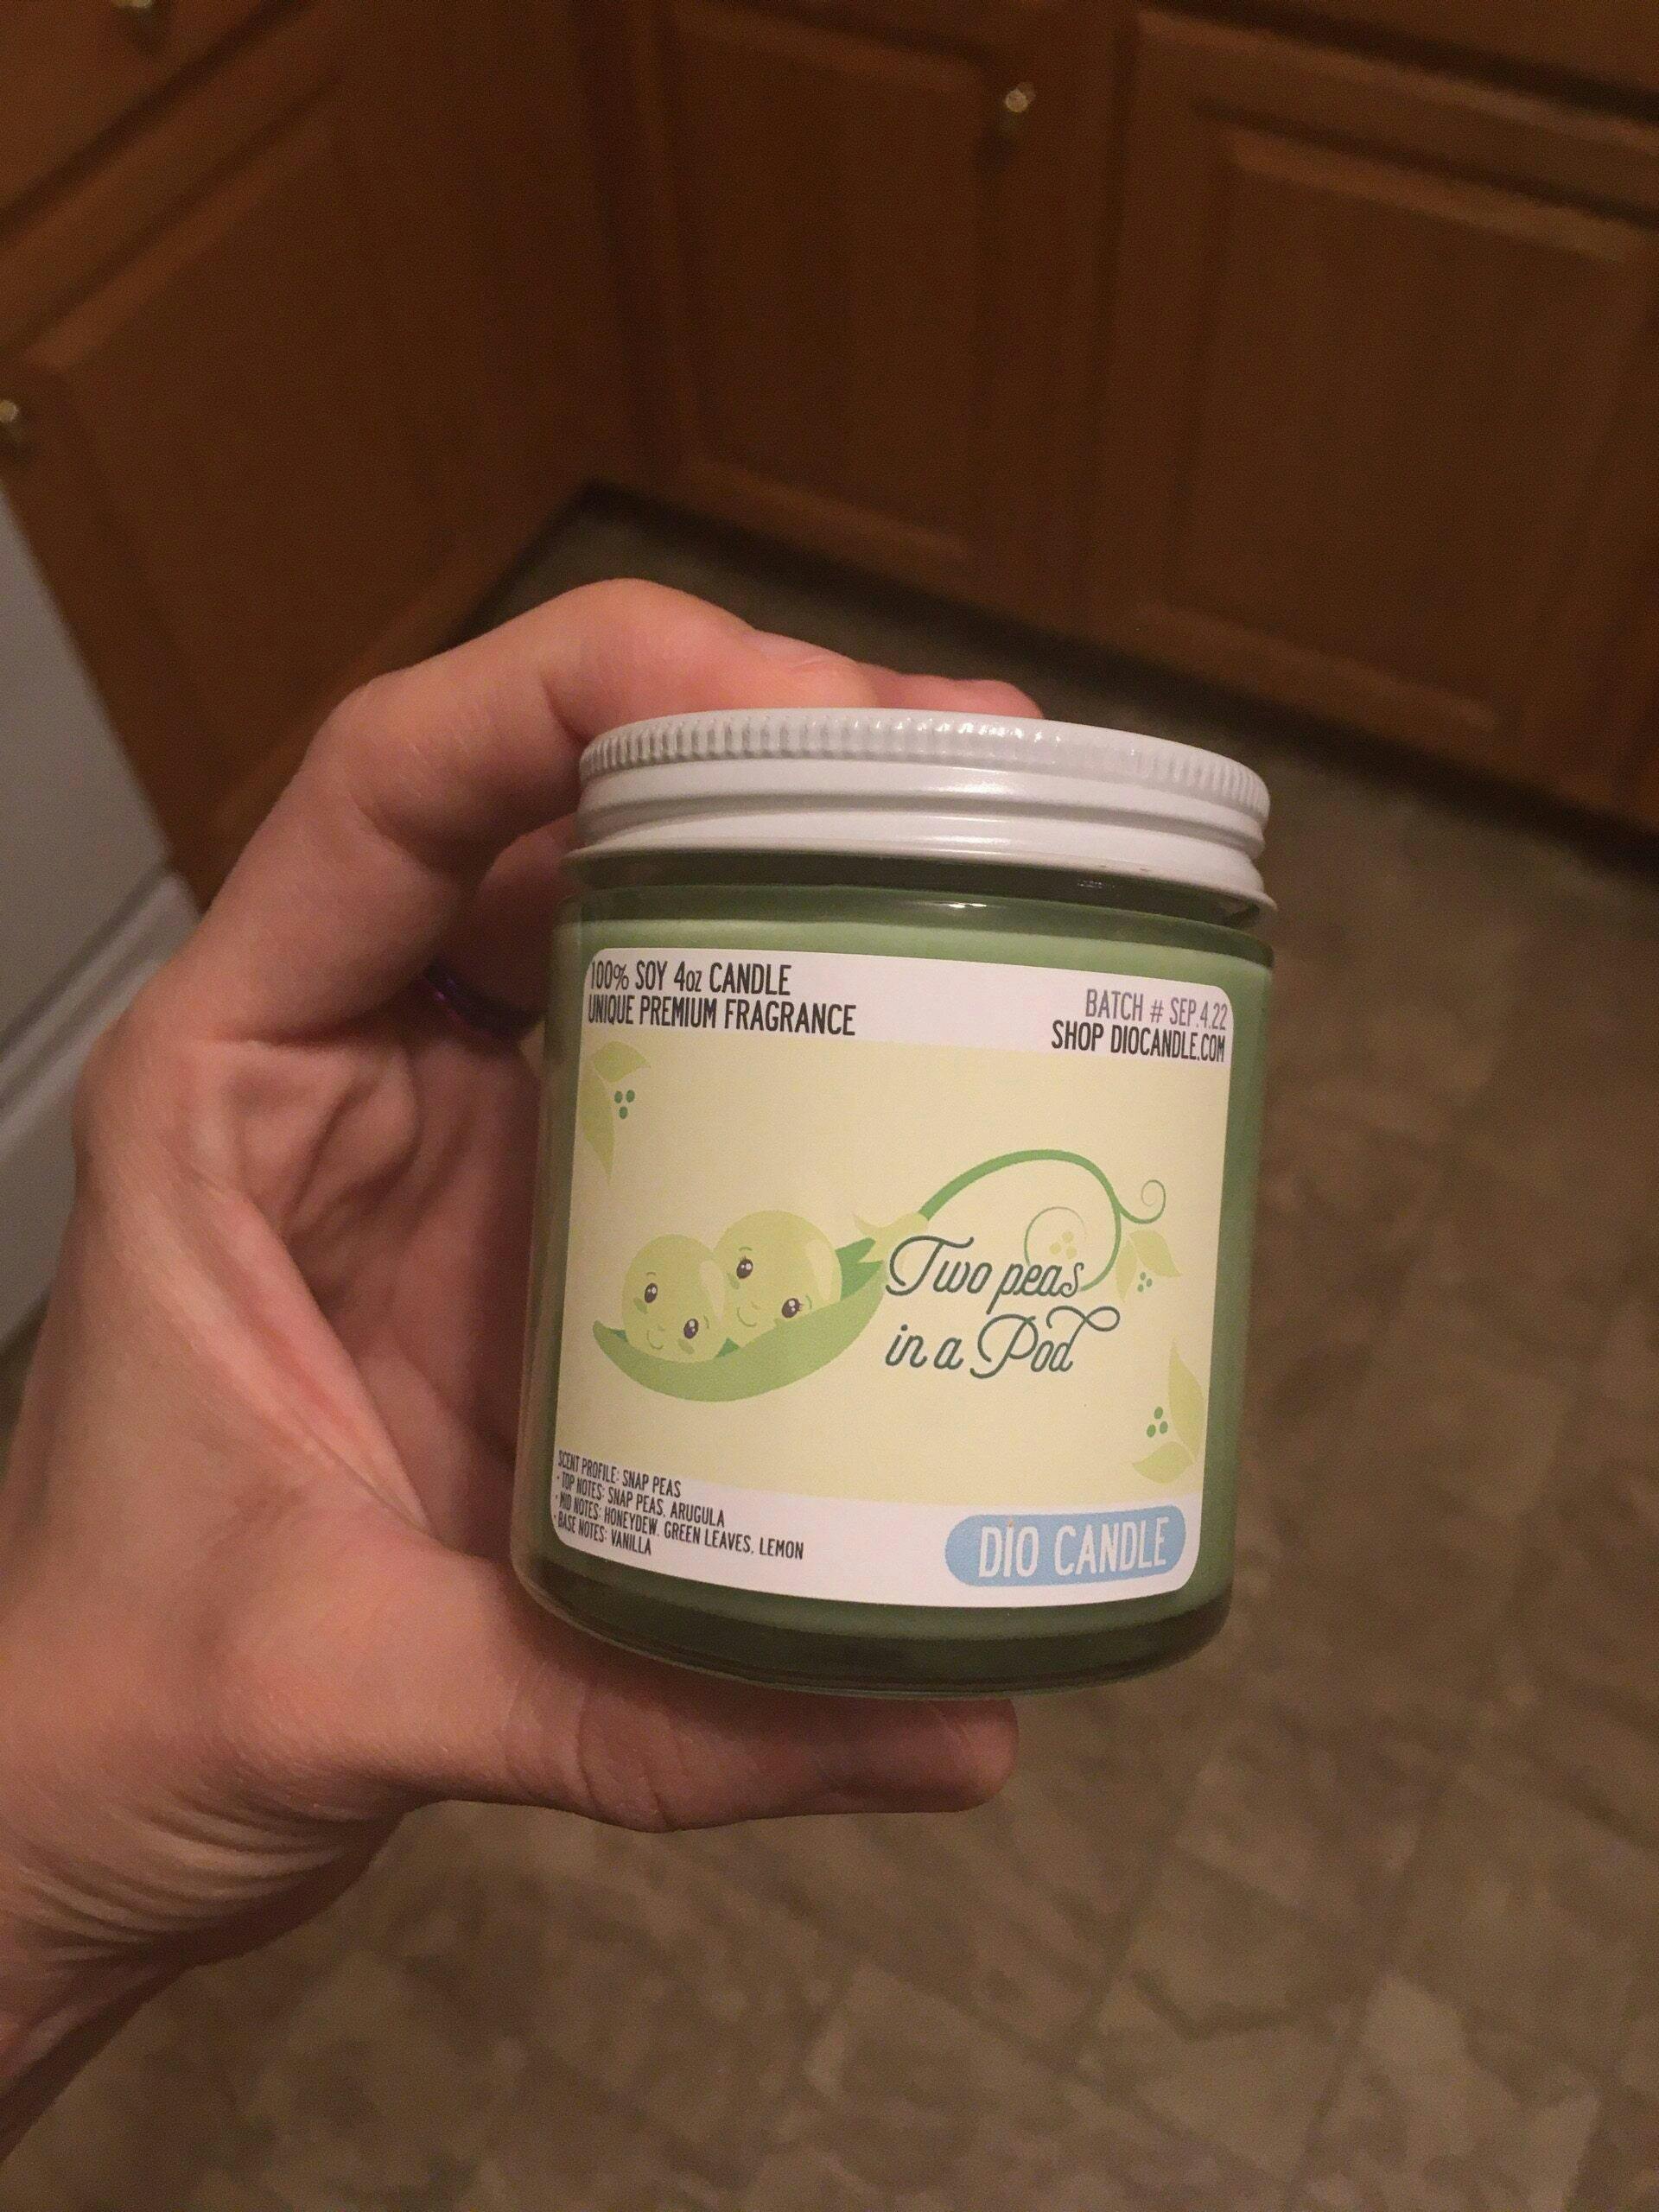 100% SOY 4oz CANDLE
UNIQUE PREMIUM FRAGRANCE
BATCH # SEP.4.22
SHOP DIOCANDLE.COM
Two peas
in a Pod
SCENT PROFILE: SNAP PEAS
- TOP NOTES: SNAP PEAS, ARUGULA
- MID NOTES: HONEYDEW, GREEN LEAVES, LEMON
- BASE NOTES: VANILLA
DIO CANDLE